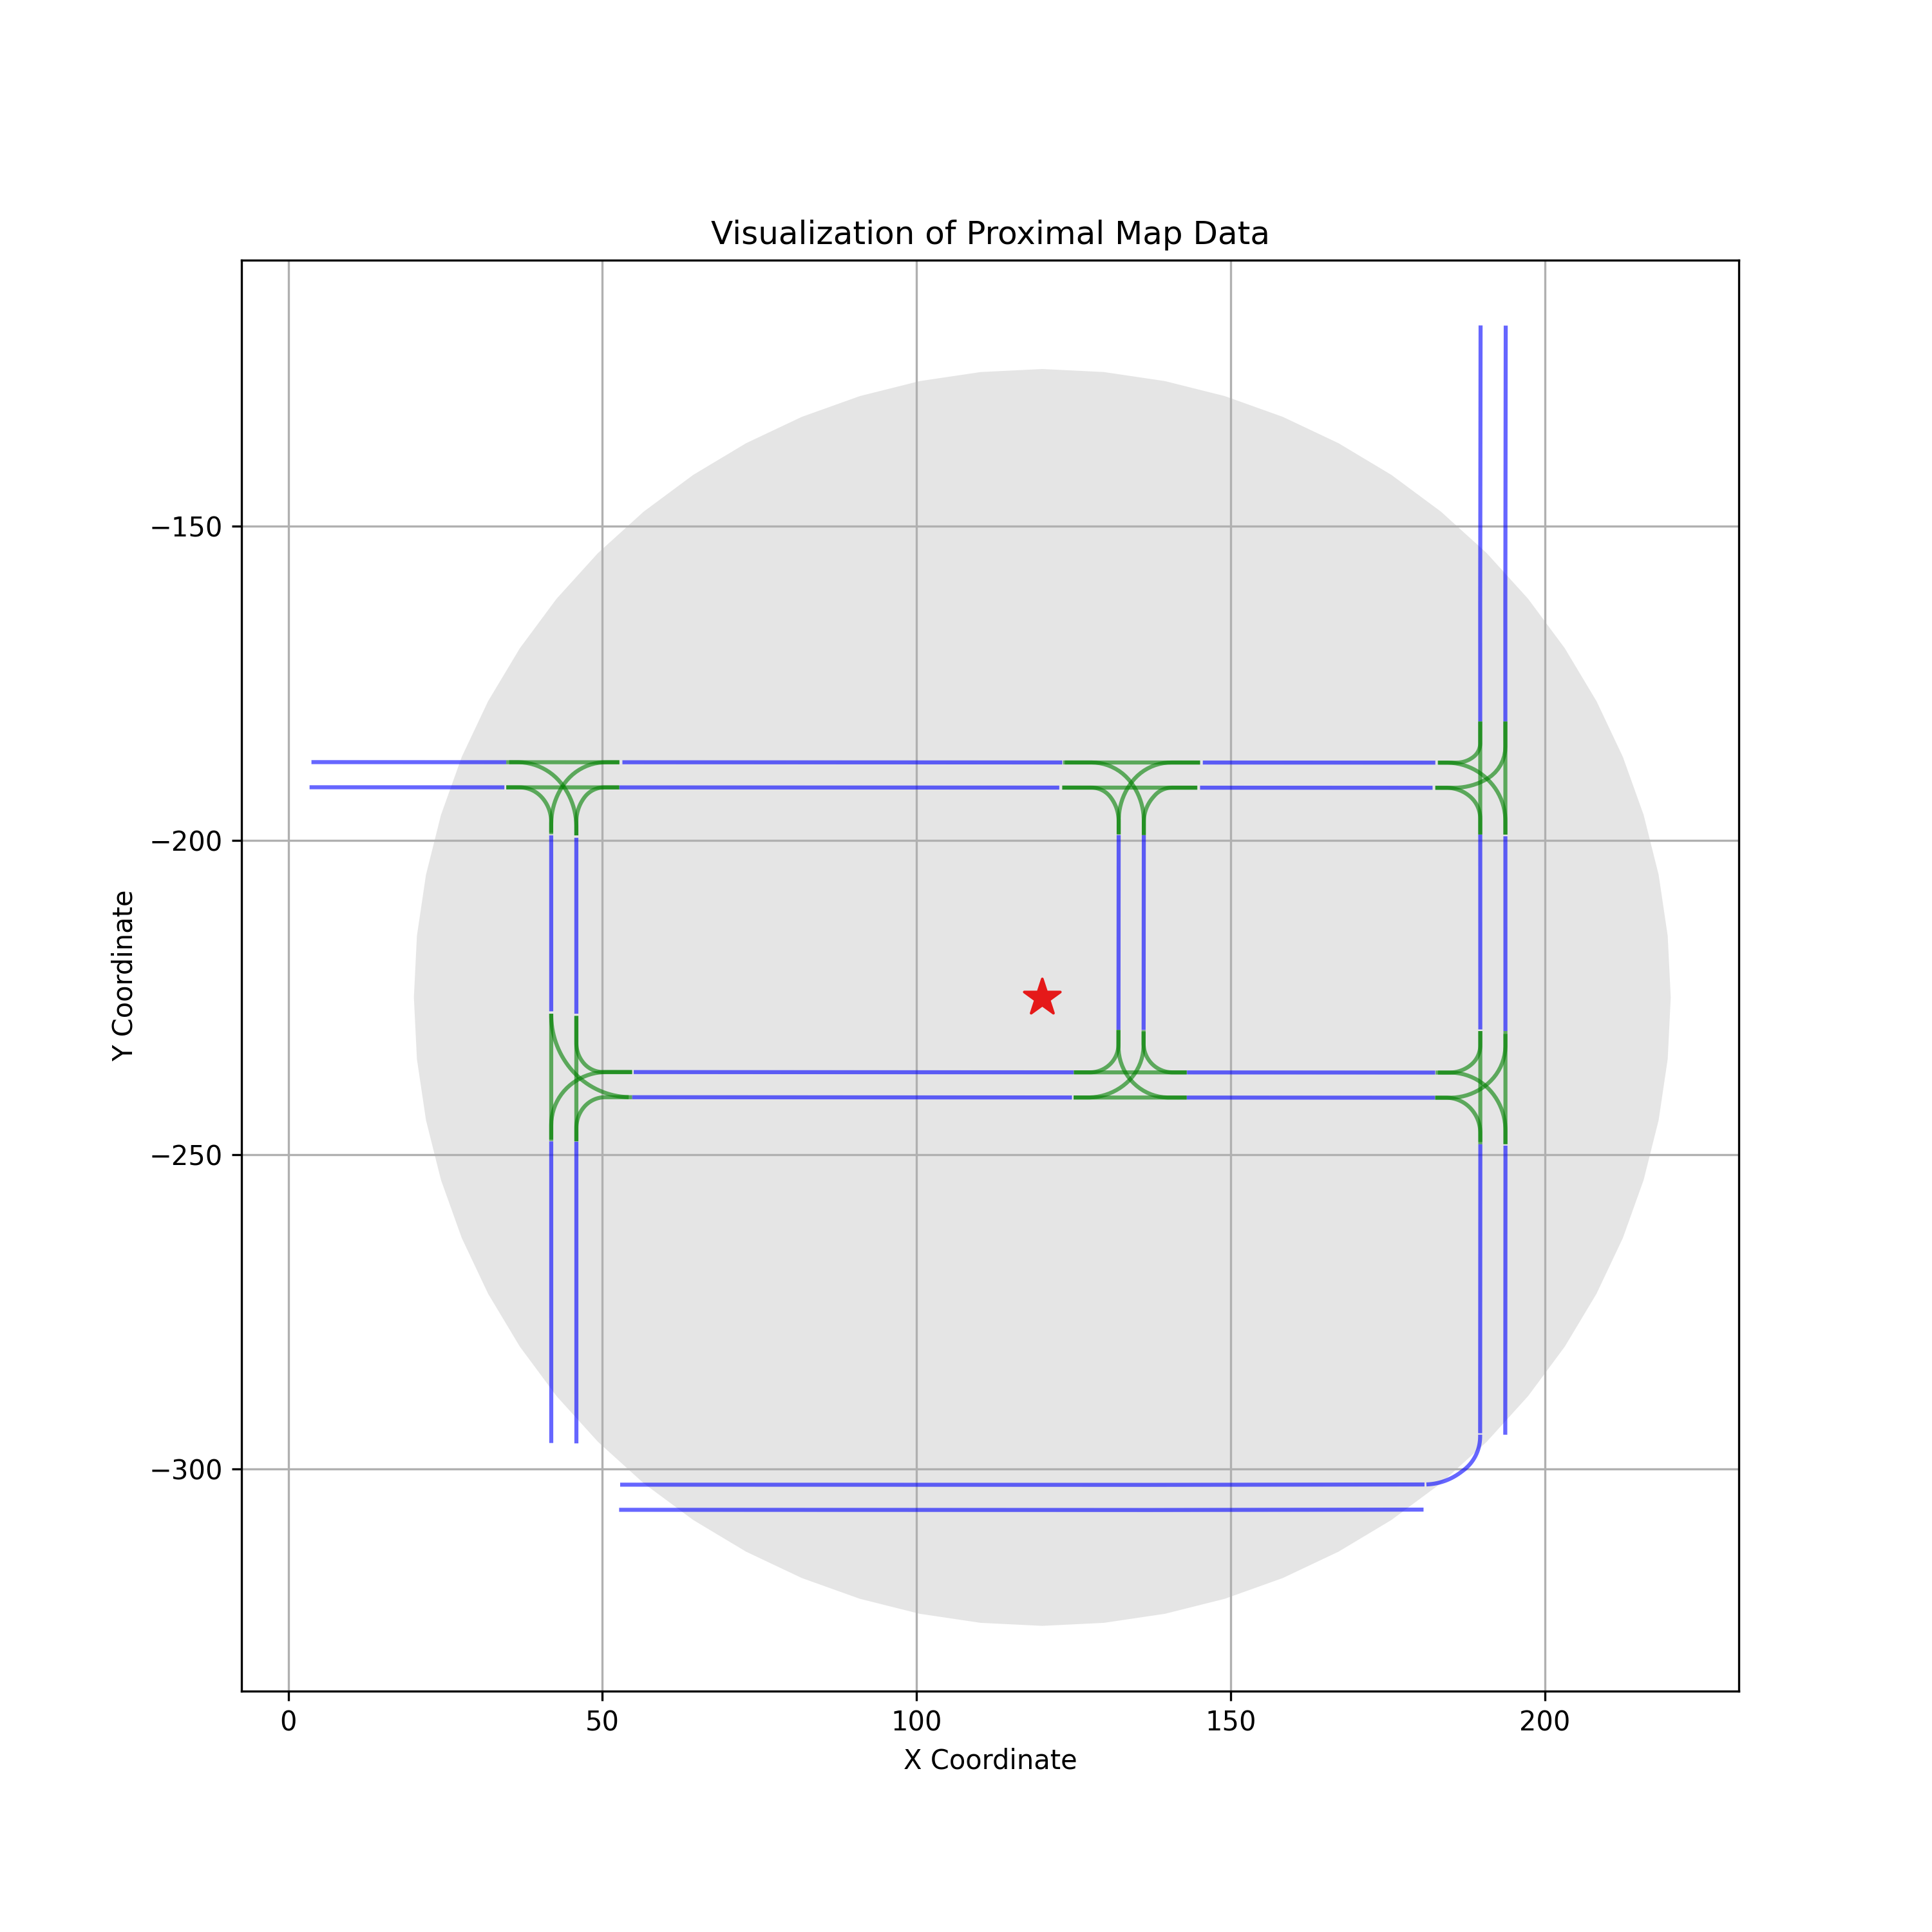 Visualization of Proximal Map Data
−150
−200
−250
−300
Y Coordinate
0 50 100 150 200
X Coordinate